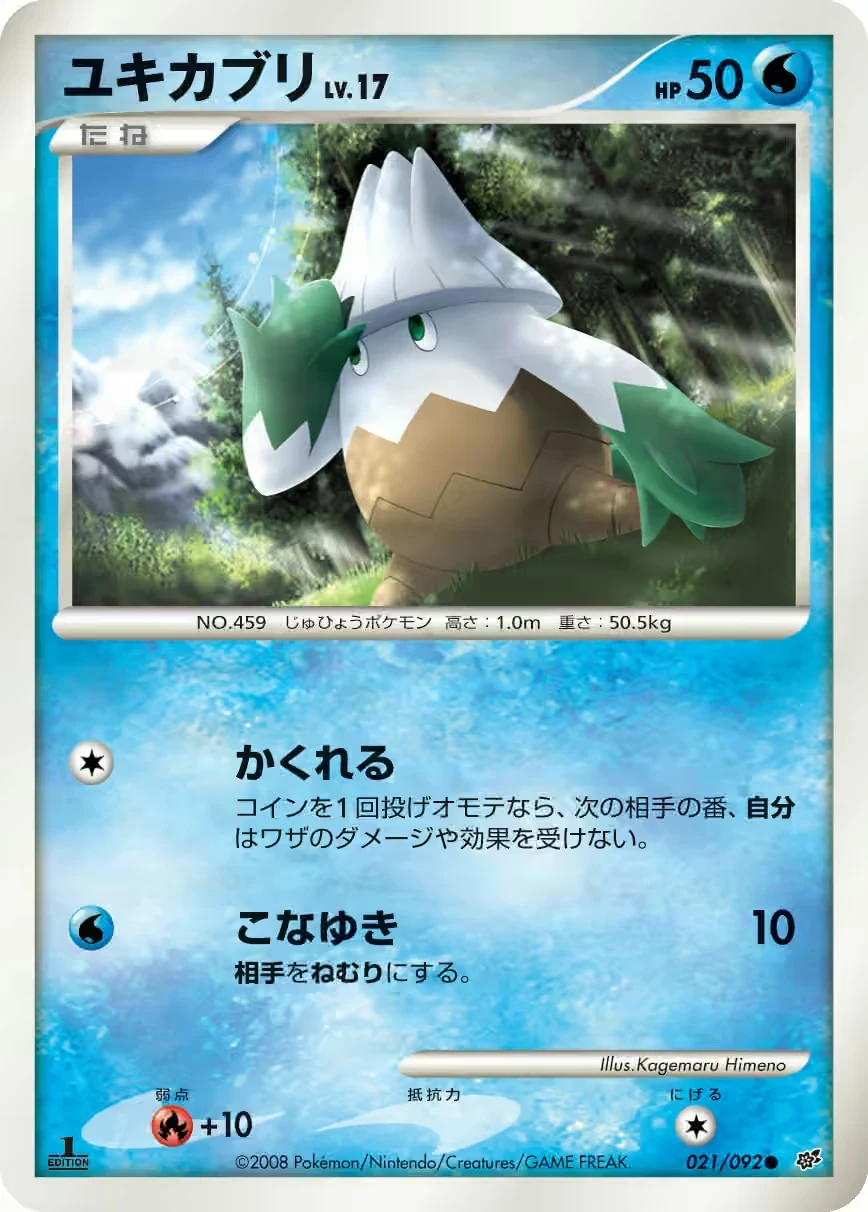 ユキカブリ LV.17 HP 50
たね
NO.459 じゅひょうポケモン 高さ：1.0m 重さ：50.5kg
かくれる
コインを1回投げオモテなら、次の相手の番、自分
はワザのダメージや効果を受けない。
こなゆき 10
相手をねむりにする。
Illus.Kagemaru Himeno
弱点 抵抗力 にげる
+10
1 EDITION
©2008 Pokémon/Nintendo/Creatures/GAME FREAK. 021/092